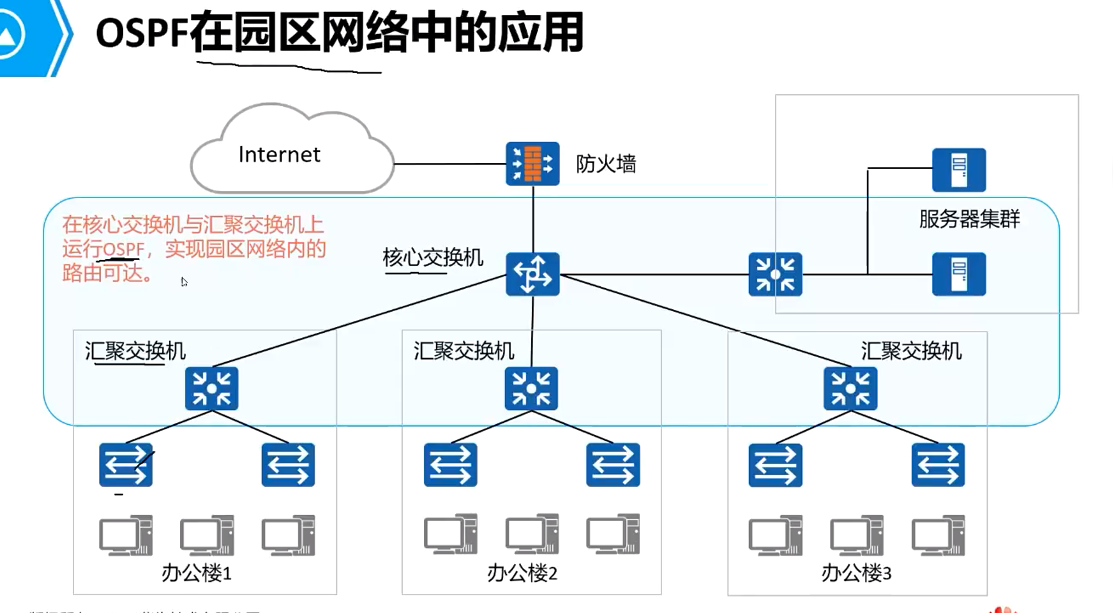 OSPF在园区网络中的应用
Internet
防火墙
服务器集群
在核心交换机与汇聚交换机上
运行OSPF，实现园区网络内的
路由可达。
核心交换机
汇聚交换机
汇聚交换机
汇聚交换机
办公楼1
办公楼2
办公楼3